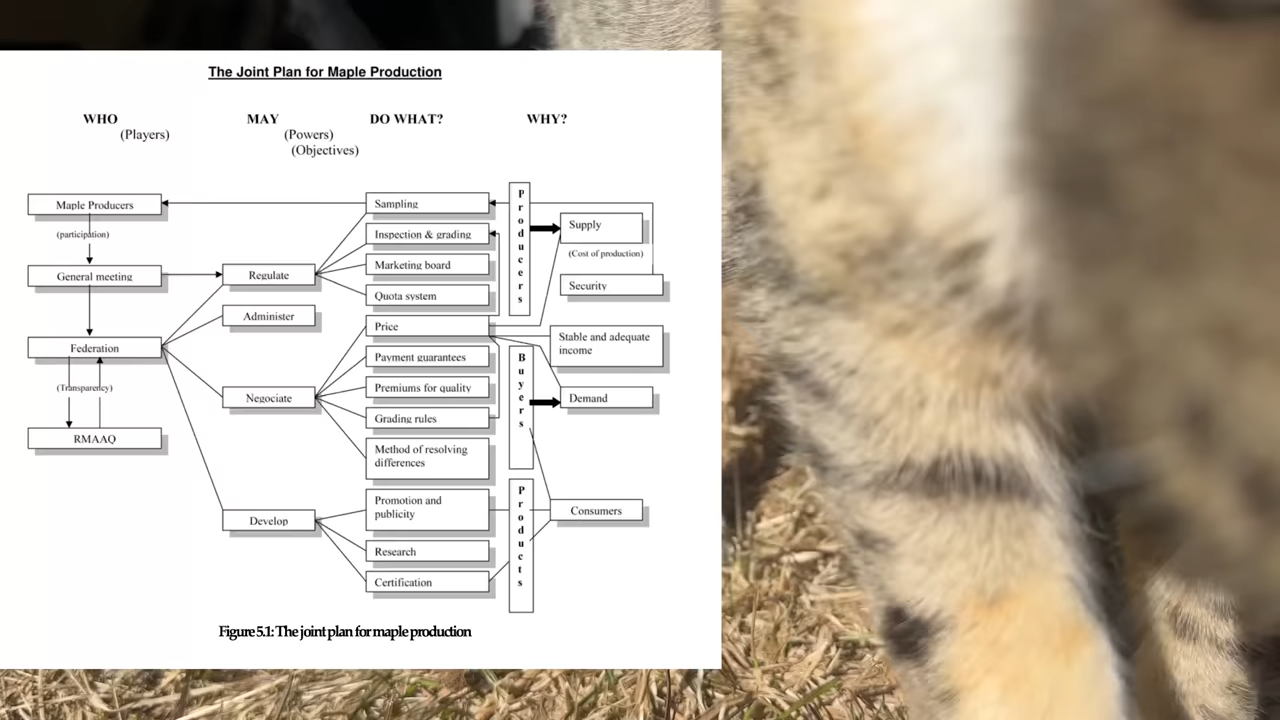 The Joint Plan for Maple Production
WHO MAY DO WHAT? WHY?
(Players) (Powers)
(Objectives)
Maple Producers
(participation)
General meeting
Federation
(Transparency)
RMAAQ
Regulate
Administer
Negociate
Develop
Sampling
Inspection & grading
Marketing board
Quota system
Price
Payment guarantees
Premiums for quality
Grading rules
Method of resolving
differences
Promotion and
publicity
Research
Certification
Producers
Buyers
Products
Supply
(Cost of production)
Security
Stable and adequate
income
Demand
Consumers
Figure 5.1: The joint plan for maple production